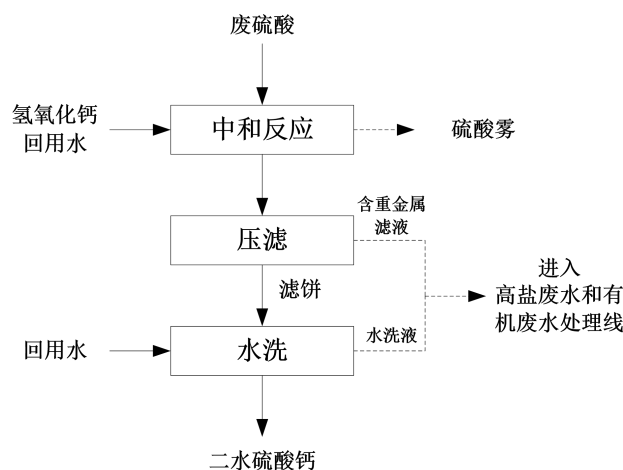 废硫酸
氢氧化钙
回用水
中和反应
硫酸雾
含重金属
滤液
压滤
滤饼
进入
高盐废水和有
机废水处理线
回用水
水洗
水洗液
二水硫酸钙